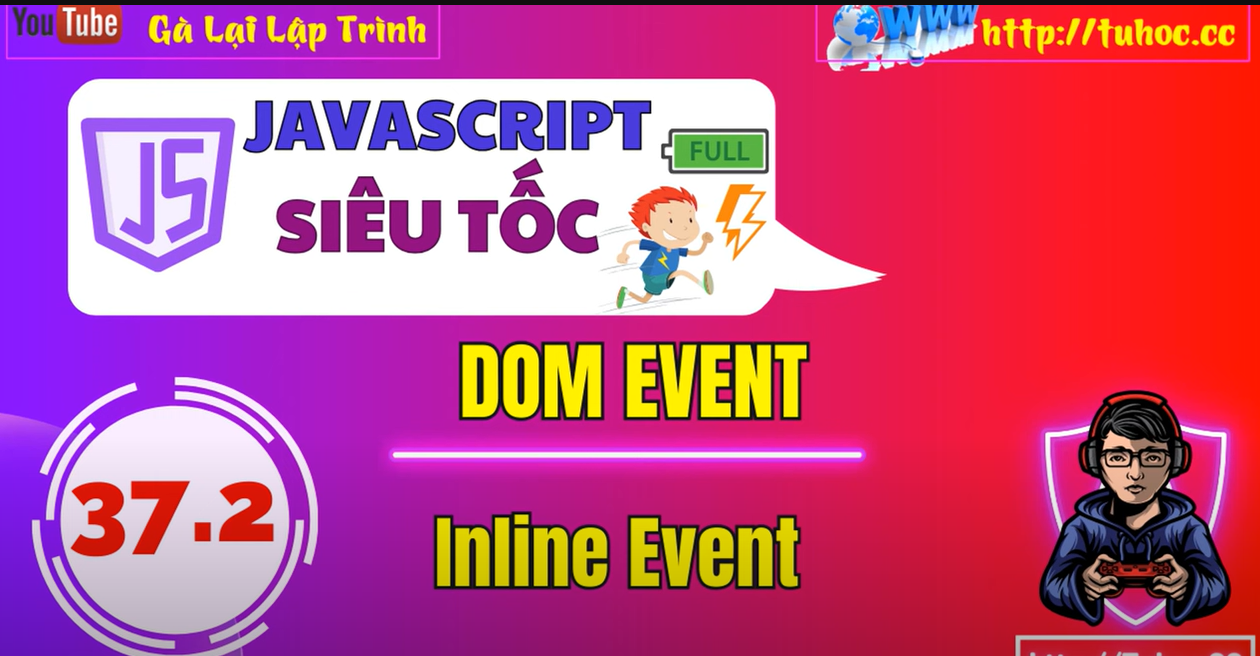 YouTube Gà Lại Lập Trình
WWW http://tuhoc.cc
JS JAVASCRIPT
FULL
SIÊU TỐC
DOM EVENT
37.2
Inline Event